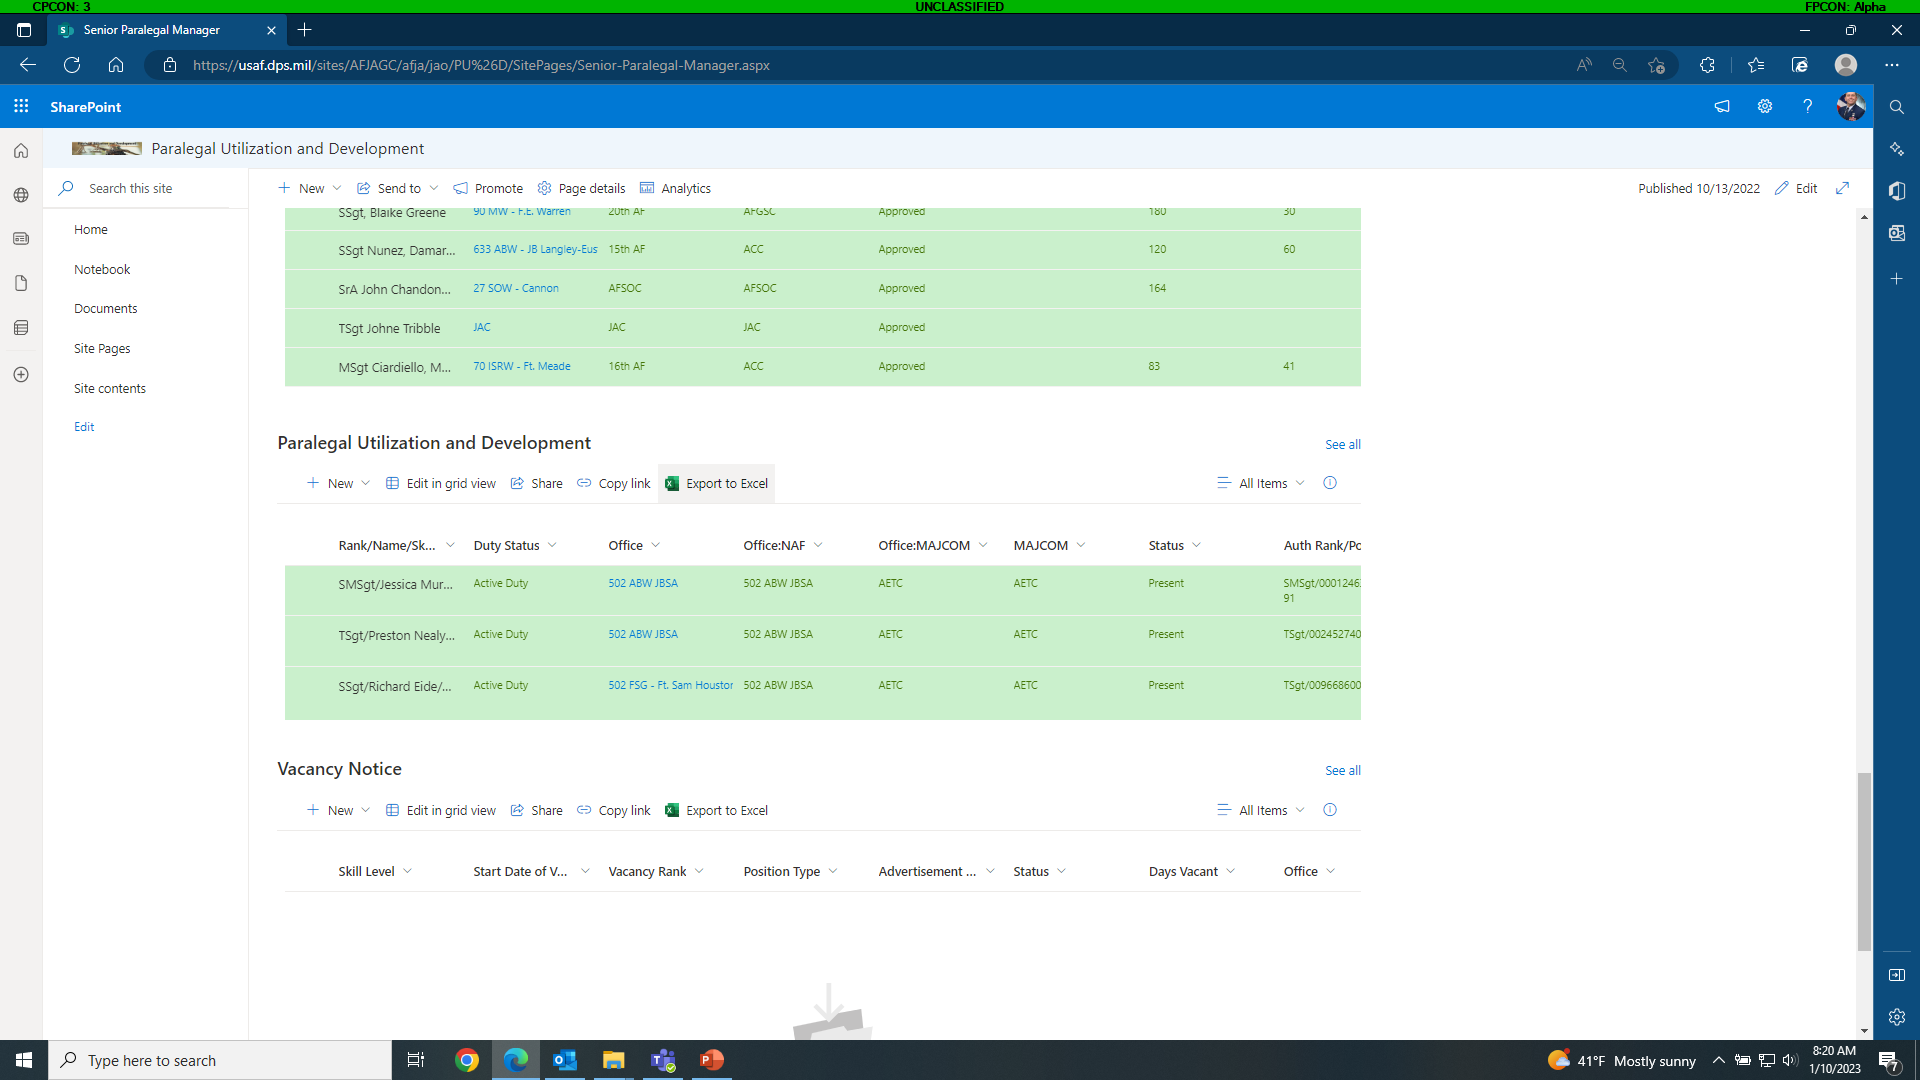 CPCON: 3 UNCLASSIFIED FPCON: Alpha
Senior Paralegal Manager
https://usaf.dps.mil/sites/AFJAGC/afja/jao/PU%26D/SitePages/Senior-Paralegal-Manager.aspx
SharePoint
Paralegal Utilization and Development
Search this site
New Send to Promote Page details Analytics Published 10/13/2022 Edit
Home
Notebook
Documents
Site Pages
Site contents
Edit
SSgt, Blaike Greene 90 MW - F.E. Warren 20th AF AFGSC Approved 180 30
SSgt Nunez, Damar... 633 ABW - JB Langley-Eus 15th AF ACC Approved 120 60
SrA John Chandon... 27 SOW - Cannon AFSOC AFSOC Approved 164
TSgt Johne Tribble JAC JAC JAC Approved
MSgt Ciardiello, M... 70 ISRW - Ft. Meade 16th AF ACC Approved 83 41
Paralegal Utilization and Development See all
New Edit in grid view Share Copy link Export to Excel All Items
Rank/Name/Sk... Duty Status Office Office:NAF Office:MAJCOM MAJCOM Status Auth Rank/Po
SMSgt/Jessica Mur... Active Duty 502 ABW JBSA 502 ABW JBSA AETC AETC Present SMSgt/0001246
91
TSgt/Preston Nealy... Active Duty 502 ABW JBSA 502 ABW JBSA AETC AETC Present TSgt/002452740
SSgt/Richard Eide/... Active Duty 502 FSG - Ft. Sam Houston 502 ABW JBSA AETC AETC Present TSgt/009668600
Vacancy Notice See all
New Edit in grid view Share Copy link Export to Excel All Items
Skill Level Start Date of V... Vacancy Rank Position Type Advertisement ... Status Days Vacant Office
Type here to search
41°F Mostly sunny
8:20 AM
1/10/2023
7